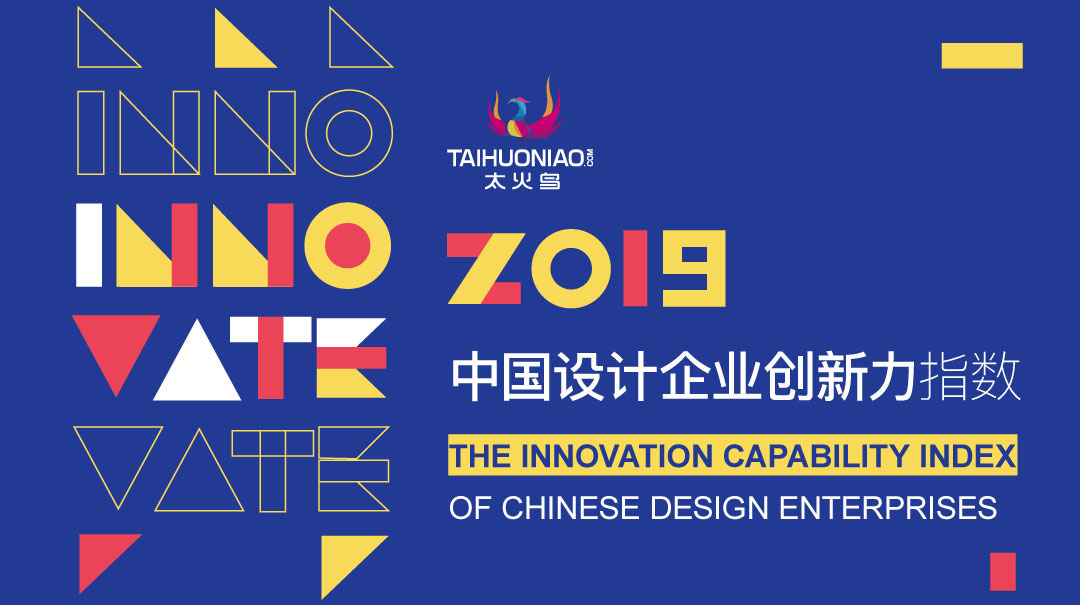 INNO
INNO
VATE
VATE
TAIHUONIAO.COM
太火鸟
2019
中国设计企业创新力指数
THE INNOVATION CAPABILITY INDEX
OF CHINESE DESIGN ENTERPRISES